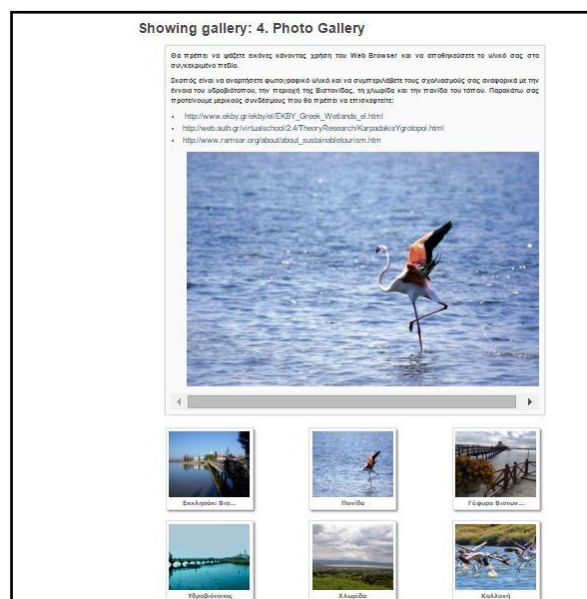 Showing gallery: 4. Photo Gallery
Θα πρέπει να ψάξετε εικόνες κάνοντας χρήση του Web Browser και να αποθηκεύσετε το υλικό σας στο
συγκεκριμένο πεδίο.
Σκοπός είναι να αναρτήσετε φωτογραφικό υλικό και να συμπεριλάβετε τους σχολιασμούς σας αναφορικά με την
έννοια του υδροβιότοπου, την περιοχή της Βιστονίδας, τη χλωρίδα και την πανίδα του τόπου. Παρακάτω σας
προτείνουμε μερικούς συνδέσμους που θα πρέπει να επισκεφτείτε:
• http://www.ekby.gr/ekby/el/EKBY_Greek_Wetlands_el.html
• http://web.auth.gr/virtualschool/2.4/TheoryResearch/KarpadakisYgrotopoi.html
• http://www.ramsar.org/about/about_sustainabletourism.htm
Εκκλησάκι Βισ...
Πανίδα
Γέφυρα Βιστων...
Υδροβιότοπος
Χλωρίδα
Καλλονή